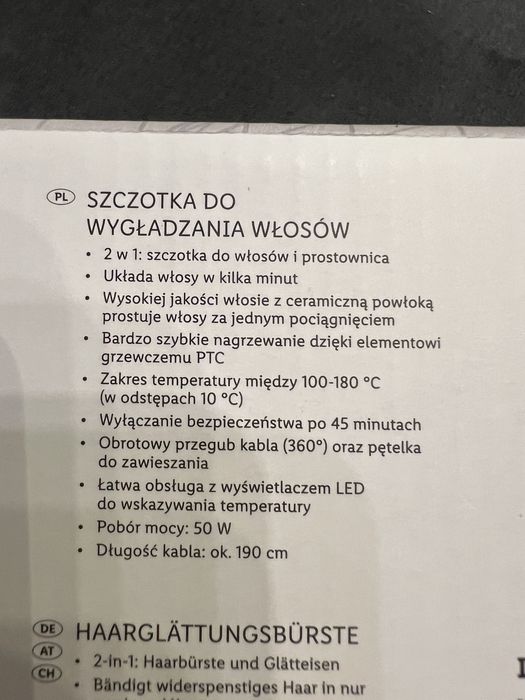 PL SZCZOTKA DO
WYGŁADZANIA WŁOSÓW
• 2 w 1: szczotka do włosów i prostownica
• Układa włosy w kilka minut
• Wysokiej jakości włosie z ceramiczną powłoką
prostuje włosy za jednym pociągnięciem
• Bardzo szybkie nagrzewanie dzięki elementowi
grzewczemu PTC
• Zakres temperatury między 100-180 °C
(w odstępach 10 °C)
• Wyłączanie bezpieczeństwa po 45 minutach
• Obrotowy przegub kabla (360°) oraz pętelka
do zawieszania
• Łatwa obsługa z wyświetlaczem LED
do wskazywania temperatury
• Pobór mocy: 50 W
• Długość kabla: ok. 190 cm
DE HAARGLÄTTUNGSBÜRSTE
AT
• 2-in-1: Haarbürste und Glätteisen
CH
• Bändigt widerspenstiges Haar in nur